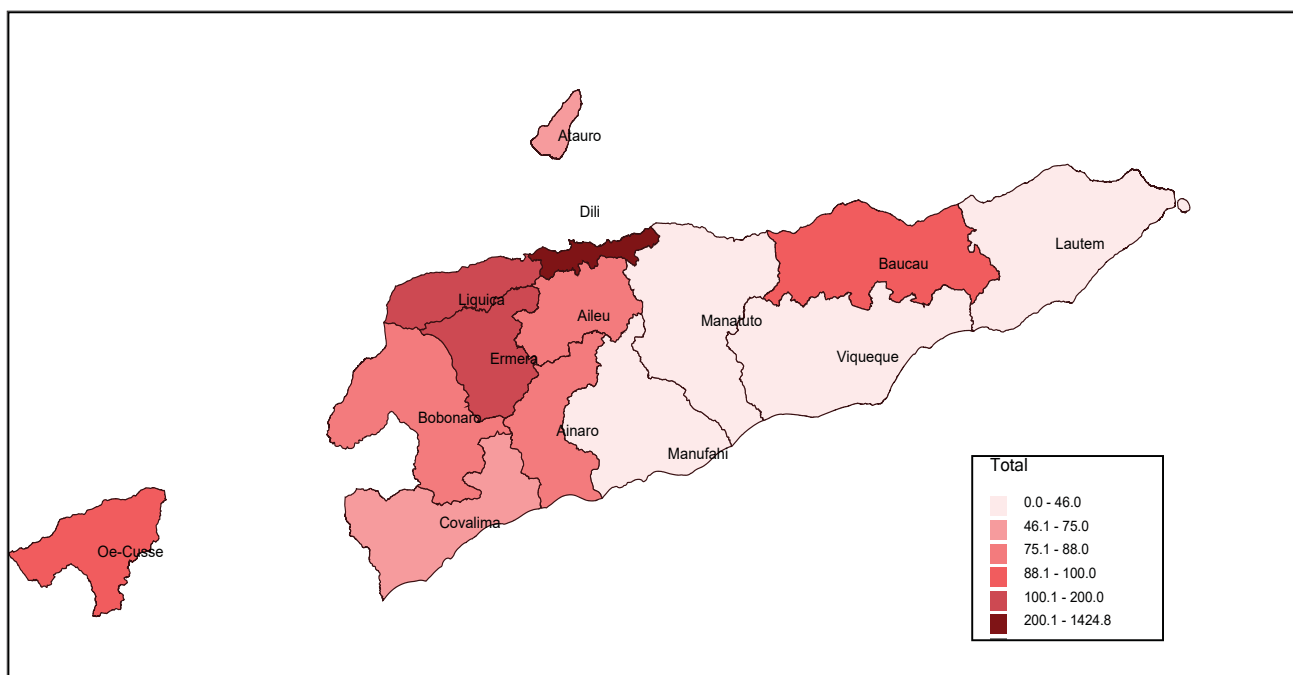 Atauro
Dili
Lautem
Baucau
Liquica
Aileu
Manatuto
Viqueque
Ermera
Bobonaro
Ainaro
Manufahi
Covalima
Oe-Cusse
Total
0.0 - 46.0
46.1 - 75.0
75.1 - 88.0
88.1 - 100.0
100.1 - 200.0
200.1 - 1424.8